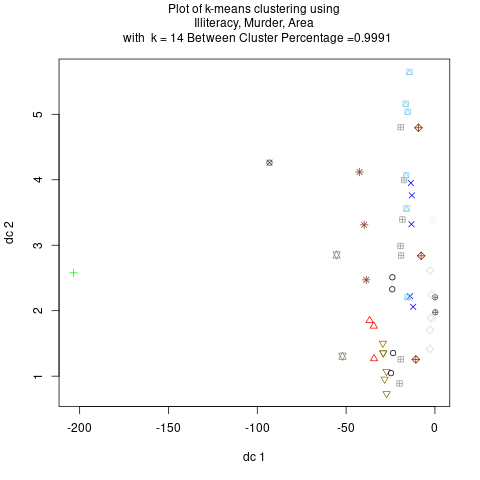 Plot of k-means clustering using
Illiteracy, Murder, Area
with k = 14 Between Cluster Percentage =0.9991
5
4
3
2
1
dc 2
-200
-150
-100
-50
0
dc 1